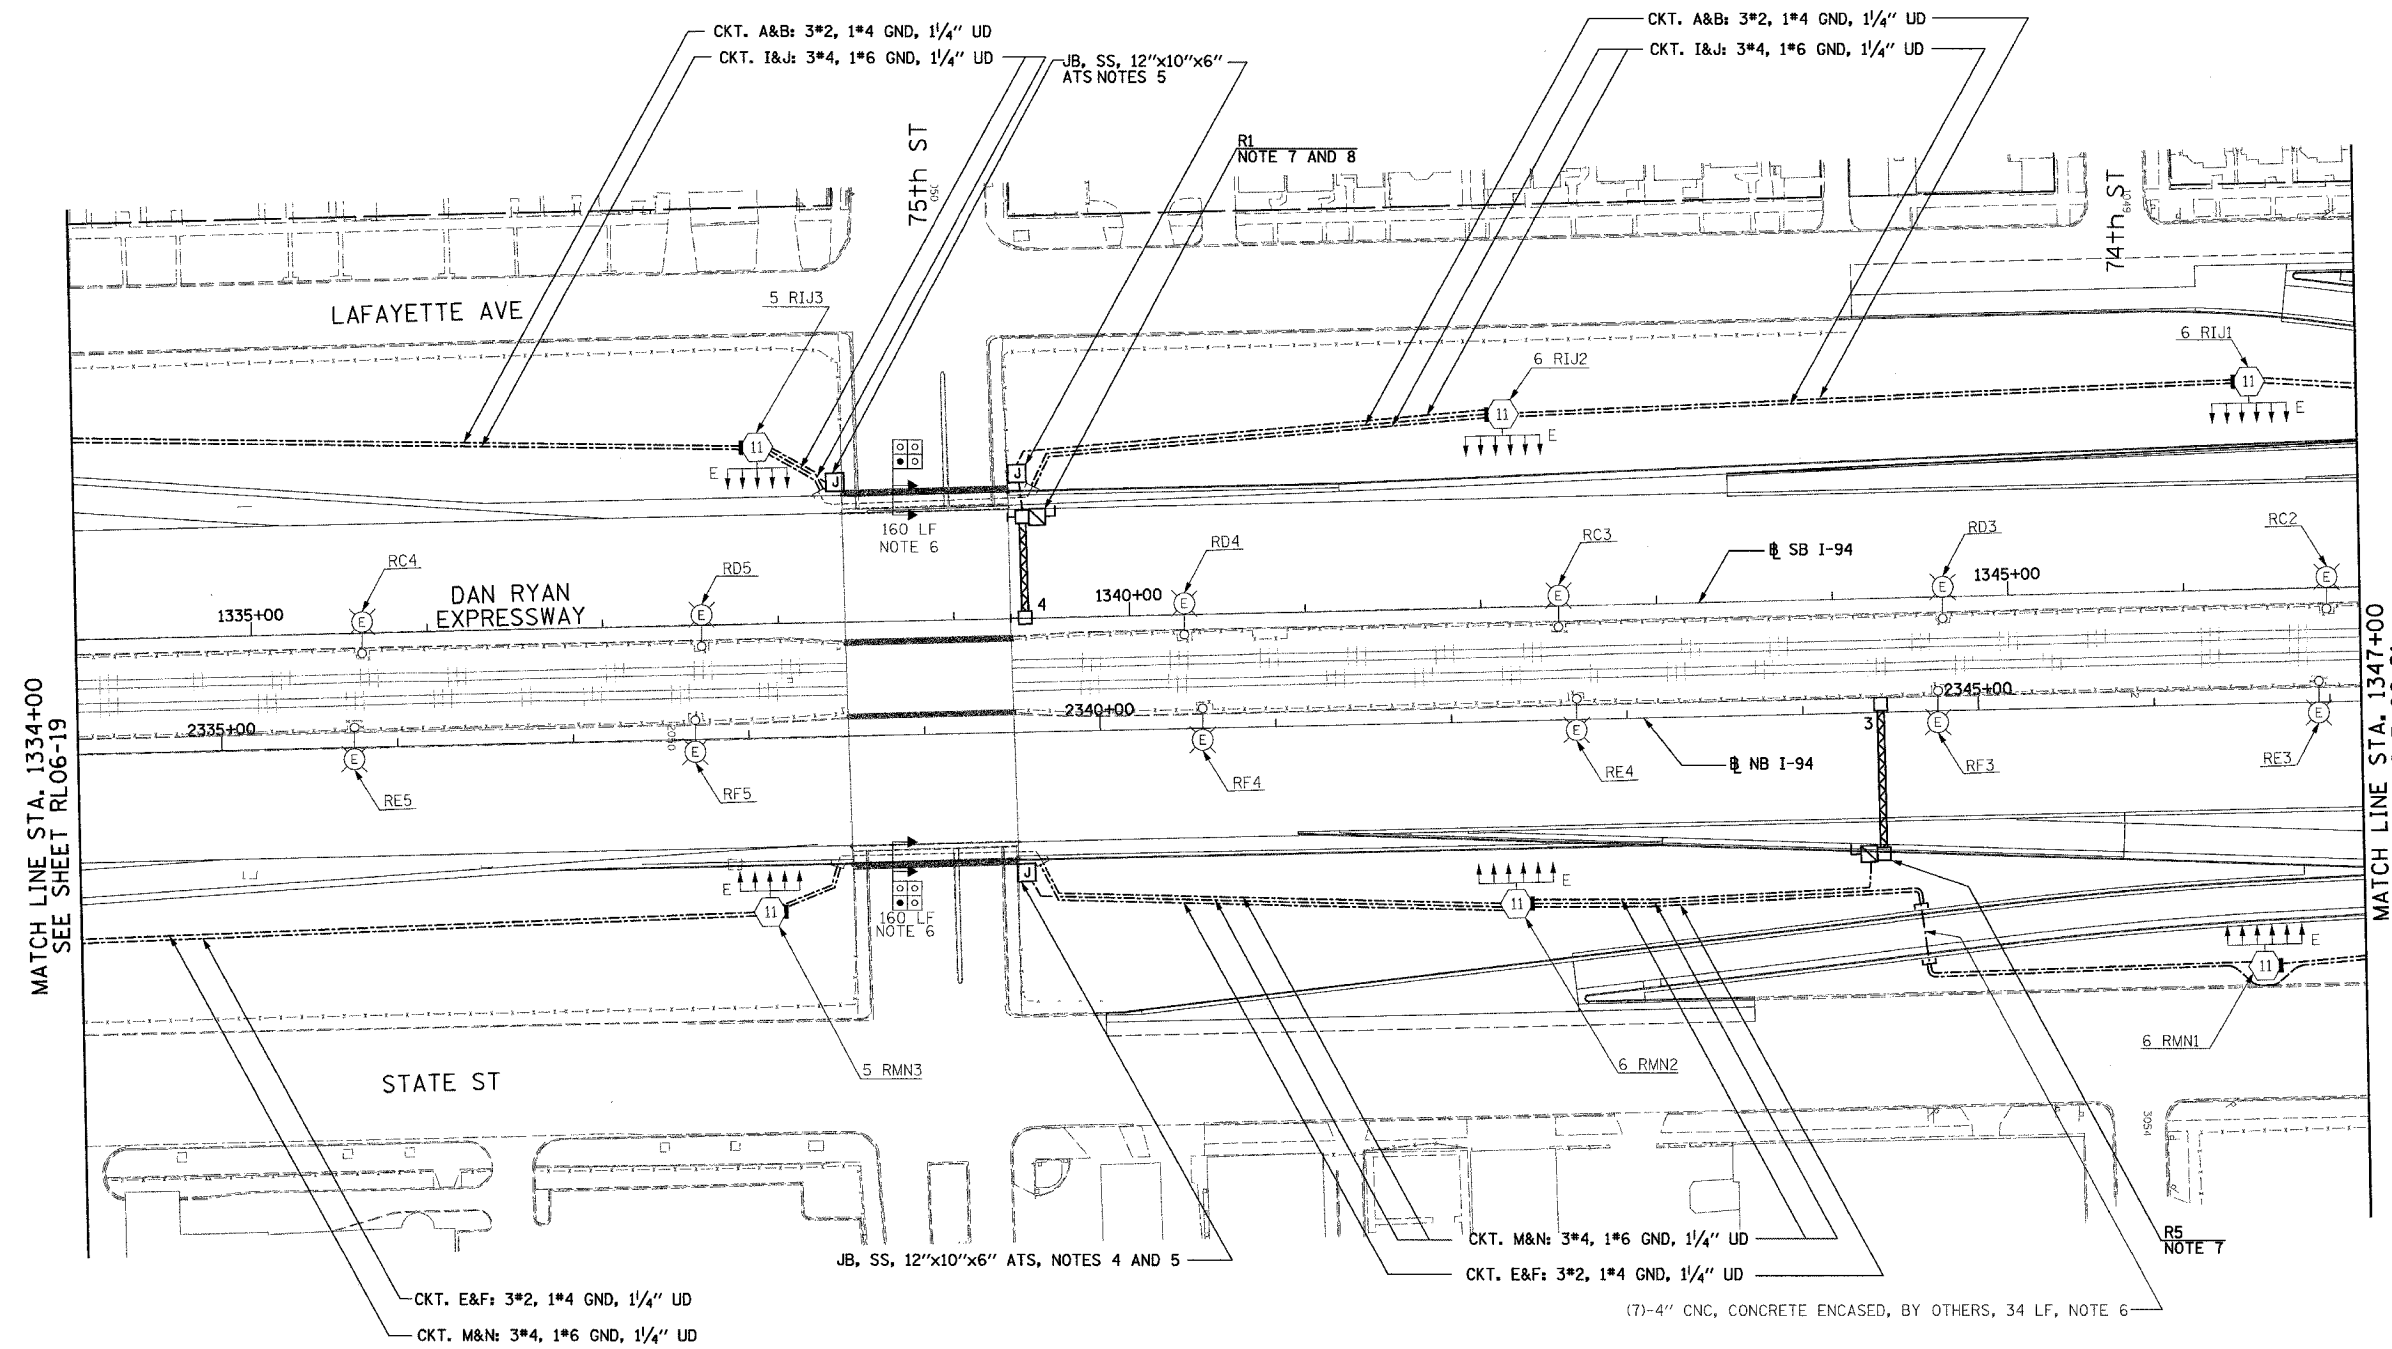 CKT. A&B: 3#2, 1#4 GND, 1¼" UD
CKT. I&J: 3#4, 1#6 GND, 1¼" UD
JB, SS, 12"x10"x6"
ATS NOTES 5
CKT. A&B: 3#2, 1#4 GND, 1¼" UD
CKT. I&J: 3#4, 1#6 GND, 1¼" UD
75th ST
R1
NOTE 7 AND 8
74th ST
3049
LAFAYETTE AVE
5 RIJ3
6 RIJ2
6 RIJ1
11
11
11
E
E
E
J
J
160 LF
NOTE 6
RC4
RD5
RD4
RC3
RD3
RC2
℄ SB I-94
DAN RYAN
EXPRESSWAY
1335+00
1340+00
1345+00
E
E
E
E
E
E
4
2335+00
2340+00
2345+00
3
E
E
E
E
E
E
RE5
RF5
RF4
RE4
RF3
RE3
℄ NB I-94
MATCH LINE STA. 1334+00
SEE SHEET RL06-19
MATCH LINE STA. 1347+00
E
E
E
11
11
11
J
160 LF
NOTE 6
5 RMN3
6 RMN2
6 RMN1
STATE ST
3054
R5
NOTE 7
JB, SS, 12"x10"x6" ATS, NOTES 4 AND 5
CKT. M&N: 3#4, 1#6 GND, 1¼" UD
CKT. E&F: 3#2, 1#4 GND, 1¼" UD
CKT. E&F: 3#2, 1#4 GND, 1¼" UD
CKT. M&N: 3#4, 1#6 GND, 1¼" UD
(7)-4" CNC, CONCRETE ENCASED, BY OTHERS, 34 LF, NOTE 6